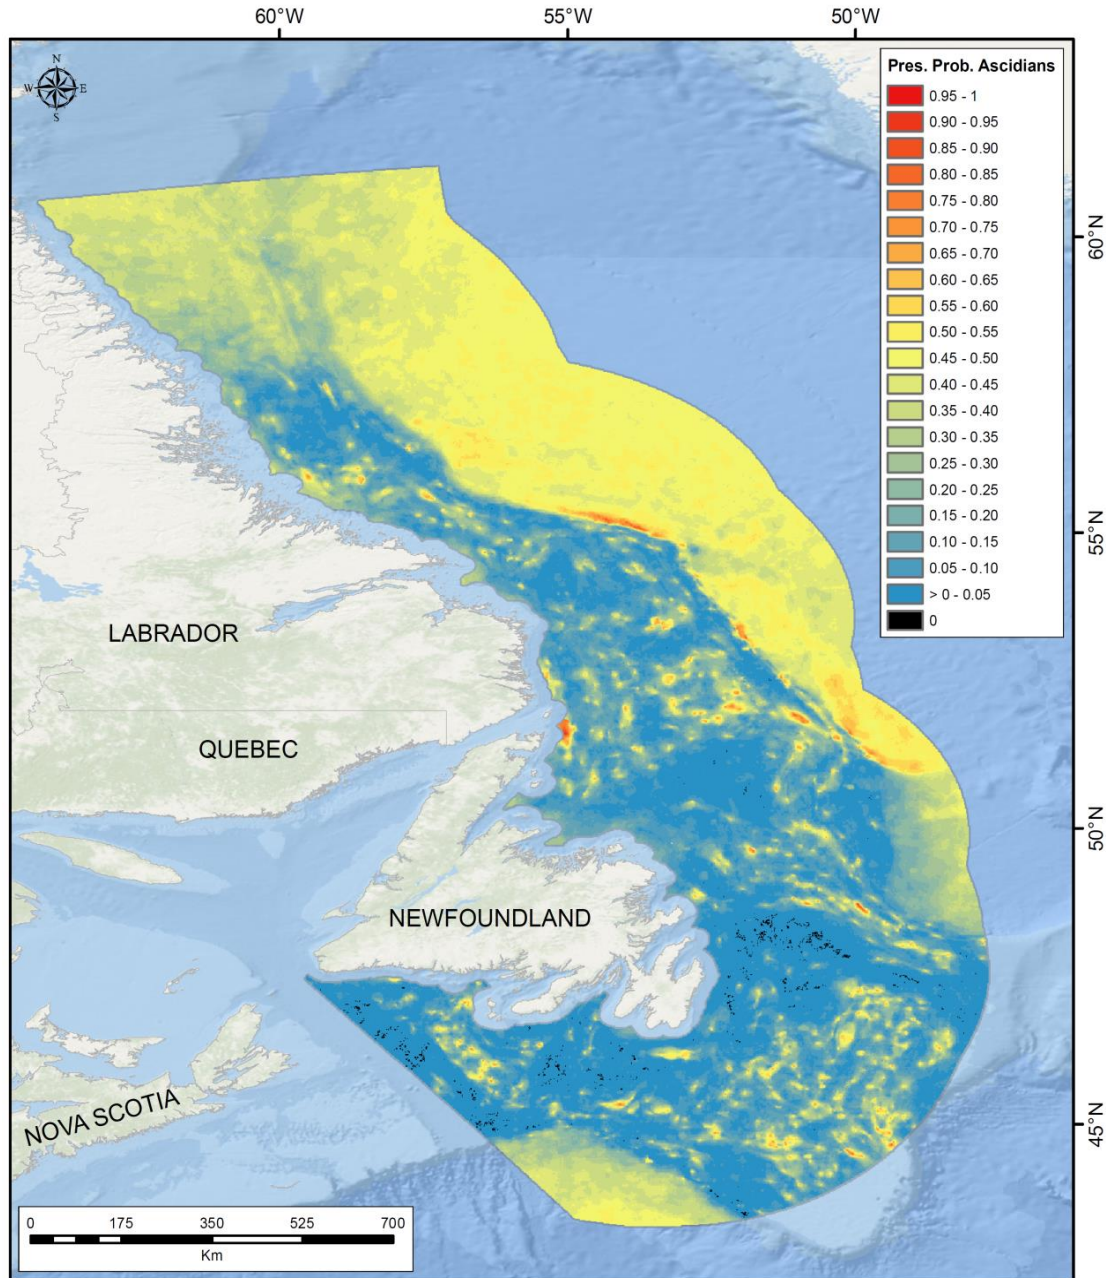 60°W 55°W 50°W
N
W E
S
Pres. Prob. Ascidians
0.95 - 1
0.90 - 0.95
0.85 - 0.90
0.80 - 0.85
0.75 - 0.80
0.70 - 0.75
0.65 - 0.70
0.60 - 0.65
0.55 - 0.60
0.50 - 0.55
0.45 - 0.50
0.40 - 0.45
0.35 - 0.40
0.30 - 0.35
0.25 - 0.30
0.20 - 0.25
0.15 - 0.20
0.10 - 0.15
0.05 - 0.10
> 0 - 0.05
0
60°N
55°N
50°N
45°N
LABRADOR
QUEBEC
NEWFOUNDLAND
NOVA SCOTIA
0 175 350 525 700
Km